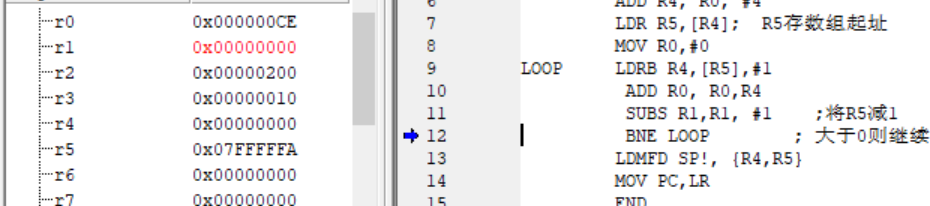 r0 0x000000CE
r1 0x00000000
r2 0x00000200
r3 0x00000010
r4 0x00000000
r5 0x07FFFFFA
r6 0x00000000
r7 0x00000000
6 ADD R4, R0, #4
7 LDR R5,[R4]; R5存数组起址
8 MOV R0,#0
9 LOOP LDRB R4,[R5],#1
10 ADD R0, R0,R4
11 SUBS R1,R1, #1 ;将R5减1
12 BNE LOOP ; 大于0则继续
13 LDMFD SP!, {R4,R5}
14 MOV PC,LR
15 END